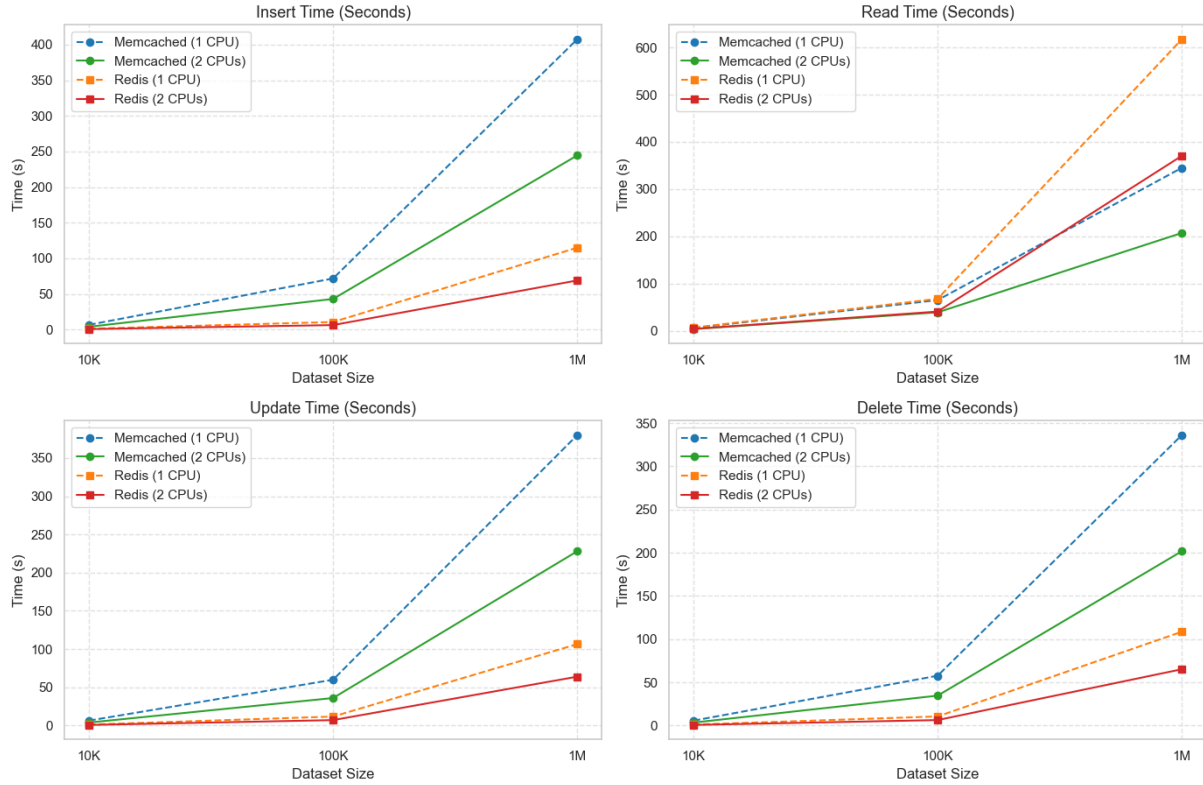 Insert Time (Seconds)
Memcached (1 CPU)
Memcached (2 CPUs)
Redis (1 CPU)
Redis (2 CPUs)
400
350
300
250
200
150
100
50
0
Time (s)
10K
100K
1M
Dataset Size
Read Time (Seconds)
Memcached (1 CPU)
Memcached (2 CPUs)
Redis (1 CPU)
Redis (2 CPUs)
600
500
400
300
200
100
0
Time (s)
10K
100K
1M
Dataset Size
Update Time (Seconds)
Memcached (1 CPU)
Memcached (2 CPUs)
Redis (1 CPU)
Redis (2 CPUs)
350
300
250
200
150
100
50
0
Time (s)
10K
100K
1M
Dataset Size
Delete Time (Seconds)
Memcached (1 CPU)
Memcached (2 CPUs)
Redis (1 CPU)
Redis (2 CPUs)
350
300
250
200
150
100
50
0
Time (s)
10K
100K
1M
Dataset Size